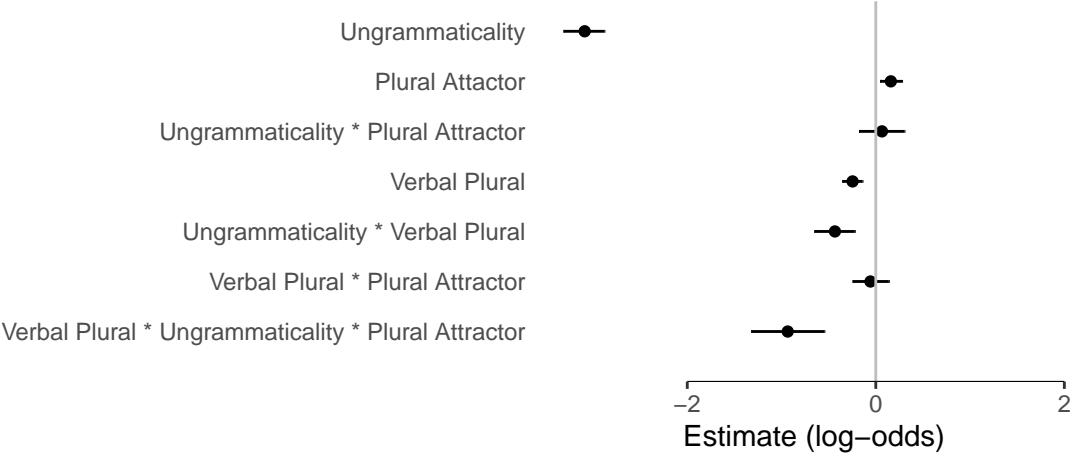 Ungrammaticality
Plural Attactor
Ungrammaticality * Plural Attractor
Verbal Plural
Ungrammaticality * Verbal Plural
Verbal Plural * Plural Attractor
Verbal Plural * Ungrammaticality * Plural Attractor
−2 0 2
Estimate (log−odds)